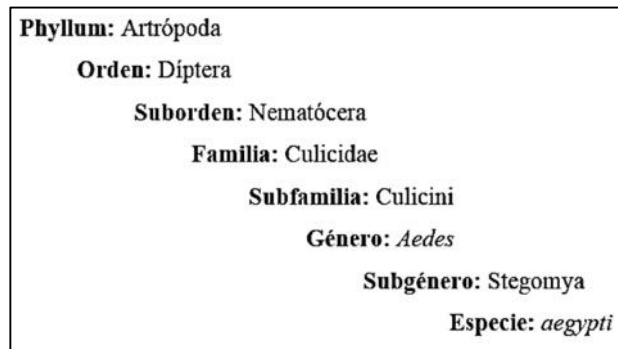 Phyllum: Artrópoda
Orden: Díptera
Suborden: Nematócera
Familia: Culicidae
Subfamilia: Culicini
Género: Aedes
Subgénero: Stegomya
Especie: aegypti